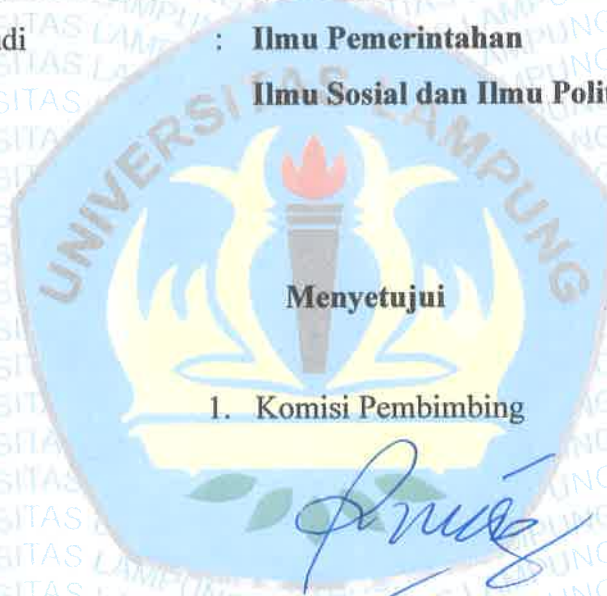 di : Ilmu Pemerintahan
Ilmu Sosial dan Ilmu Polit
UNIVERSITAS LAMPUNG
Menyetujui
1. Komisi Pembimbing